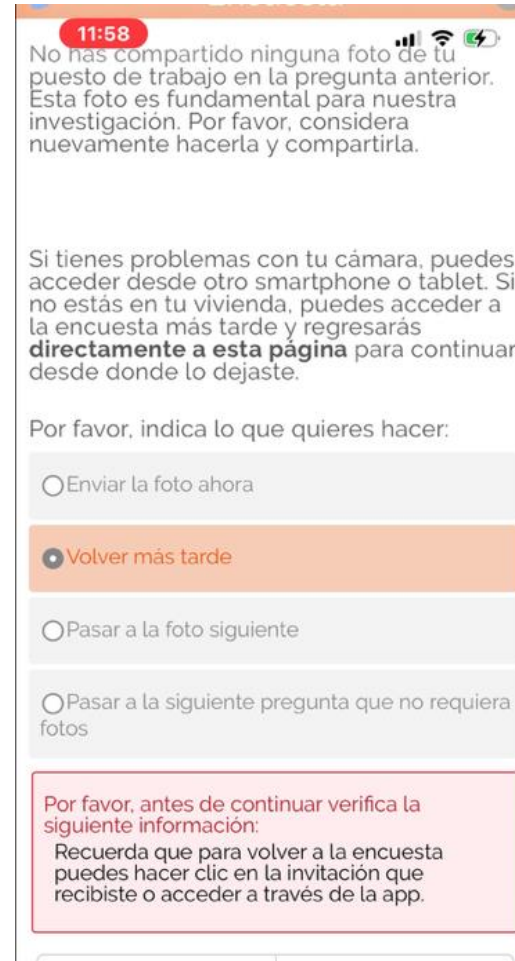 11:58
No has compartido ninguna foto de tu
puesto de trabajo en la pregunta anterior.
Esta foto es fundamental para nuestra
investigación. Por favor, considera
nuevamente hacerla y compartirla.
Si tienes problemas con tu cámara, puedes
acceder desde otro smartphone o tablet. Si
no estás en tu vivienda, puedes acceder a
la encuesta más tarde y regresarás
directamente a esta página para continuar
desde donde lo dejaste.
Por favor, indica lo que quieres hacer:
Enviar la foto ahora
Volver más tarde
Pasar a la foto siguiente
Pasar a la siguiente pregunta que no requiera
fotos
Por favor, antes de continuar verifica la
siguiente información:
Recuerda que para volver a la encuesta
puedes hacer clic en la invitación que
recibiste o acceder a través de la app.